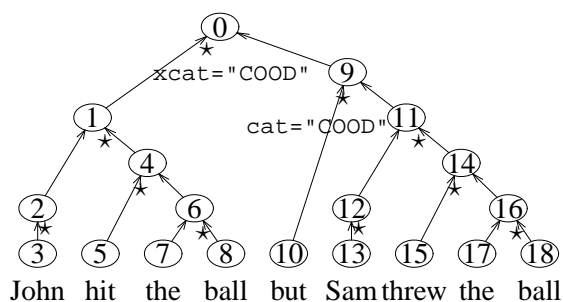 0
xcat="COOD" 9
1 cat="COOD" 11
4 14
2 6 12 16
3 5 7 8 10 13 15 17 18
John hit the ball but Sam threw the ball